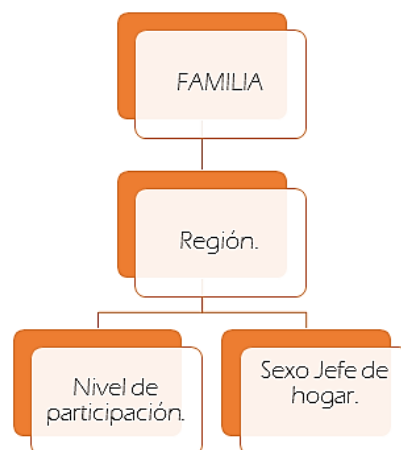 FAMILIA
Región.
Nivel de
participación.
Sexo Jefe de
hogar.